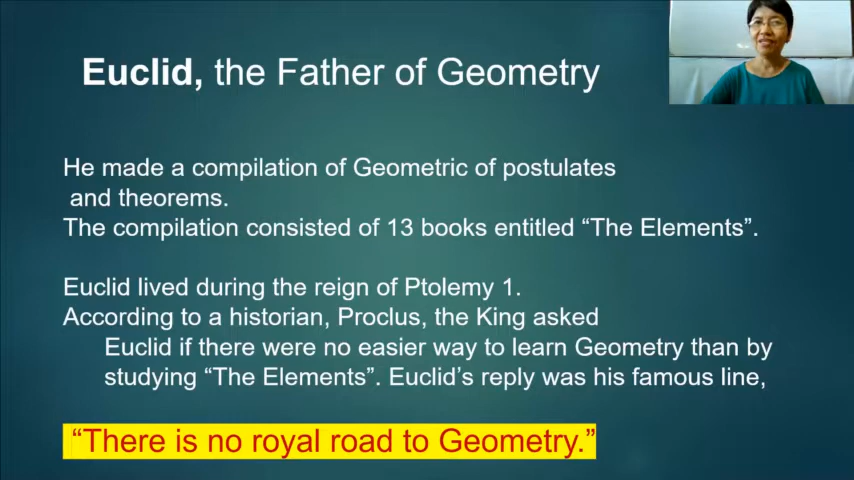 Euclid, the Father of Geometry
He made a compilation of Geometric of postulates
and theorems.
The compilation consisted of 13 books entitled “The Elements”.
Euclid lived during the reign of Ptolemy 1.
According to a historian, Proclus, the King asked
Euclid if there were no easier way to learn Geometry than by
studying “The Elements”. Euclid’s reply was his famous line,
“There is no royal road to Geometry.”